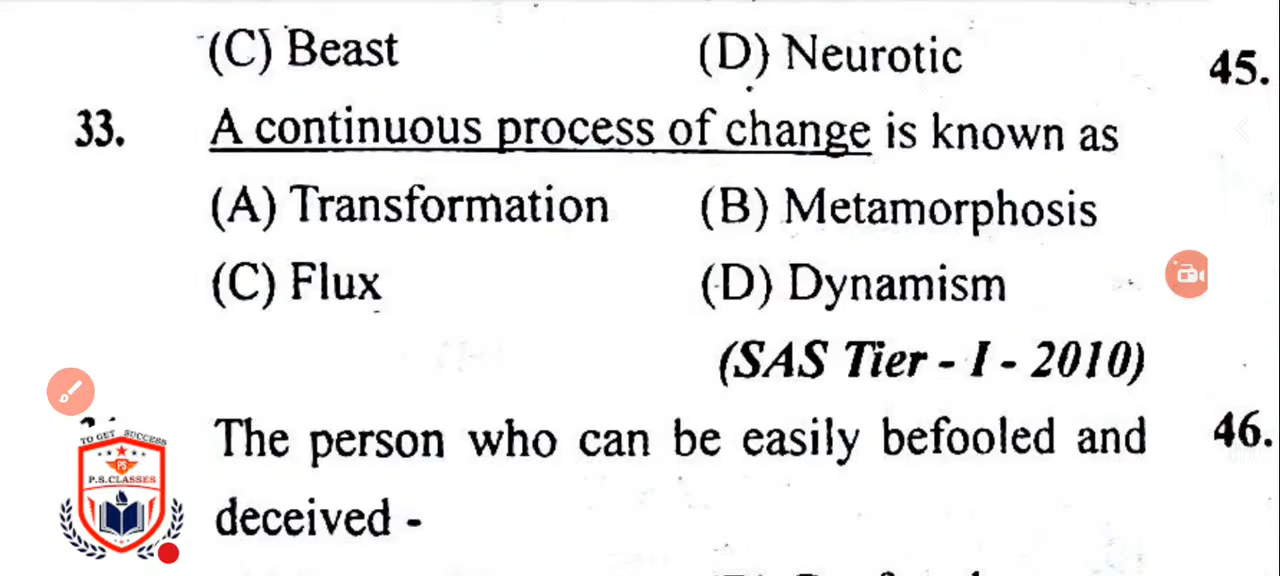 (C) Beast (D) Neurotic
45.
33. A continuous process of change is known as
(A) Transformation (B) Metamorphosis
(C) Flux (D) Dynamism
(SAS Tier - I - 2010)
The person who can be easily befooled and
46.
deceived -
TO GET SUCCESS
PS
P.S.CLASSES